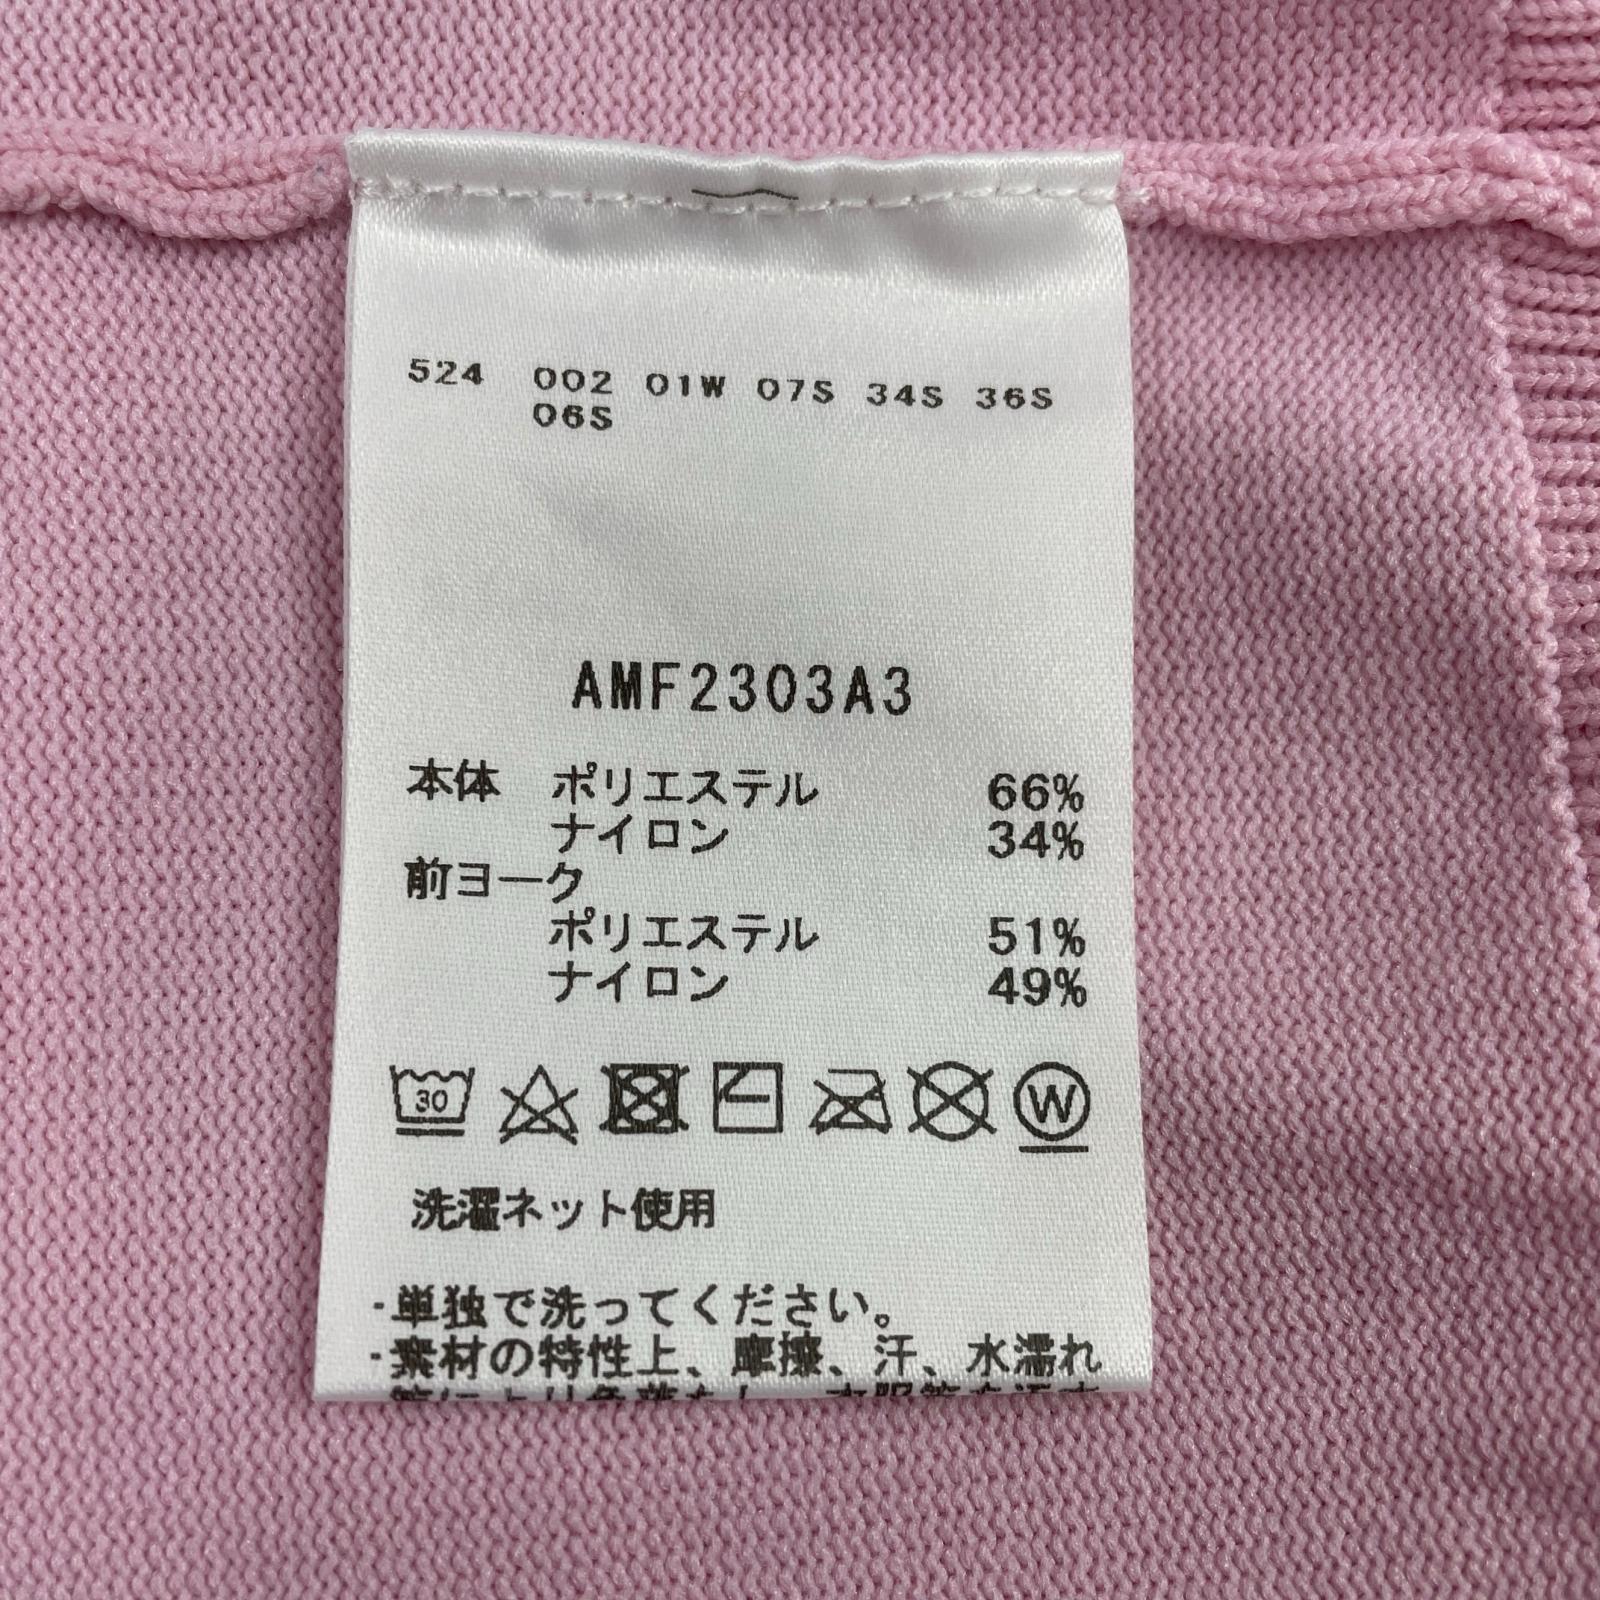 524 002 01W 07S 34S 36S
06S
AMF2303A3
本体 ポリエステル 66%
ナイロン 34%
前ヨーク
ポリエステル 51%
ナイロン 49%
30
W
洗濯ネット使用
・単独で洗ってください。
・素材の特性上、摩擦、汗、水濡れ